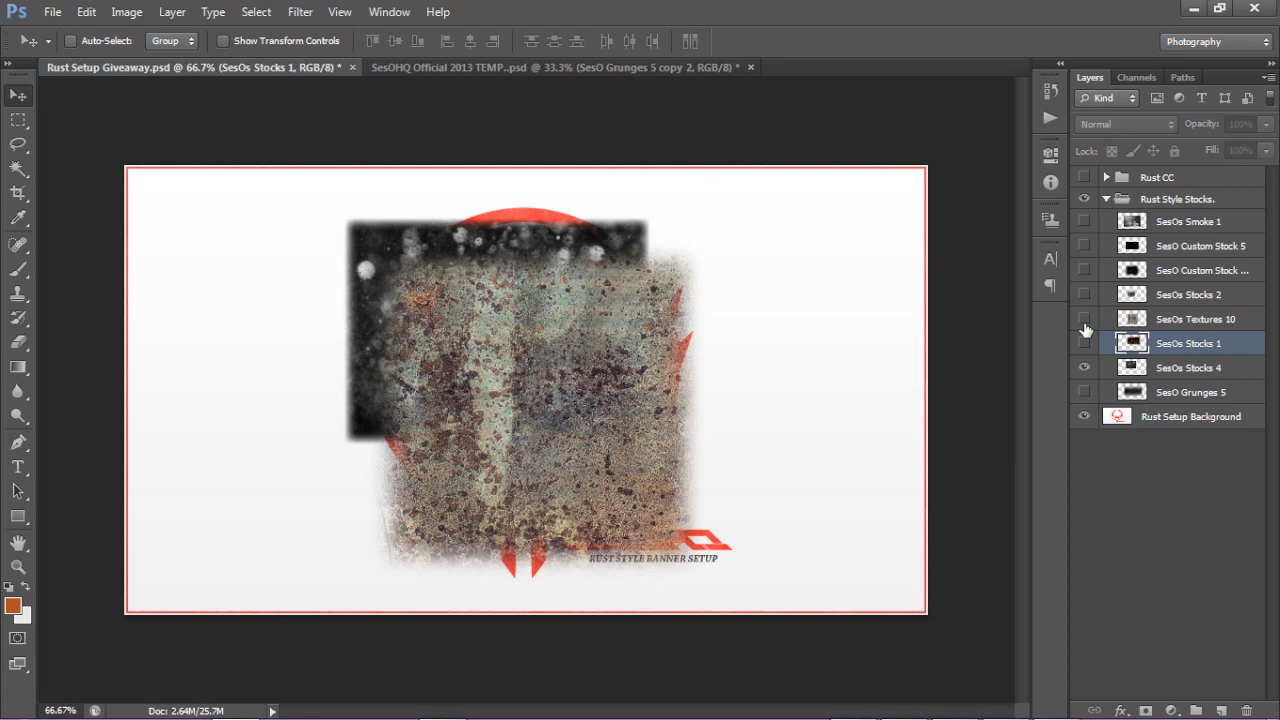 Ps File Edit Image Layer Type Select Filter View Window Help
Auto-Select: Group Show Transform Controls Photography
Rust Setup Giveaway.psd @ 66.7% (SesOs Stocks 1, RGB/8) * × SesOHQ Official 2013 TEMP..psd @ 33.3% (SesO Grunges 5 copy 2, RGB/8) * ×
Layers Channels Paths
Kind
Normal Opacity: 100%
Lock: Fill: 100%
Rust CC
Rust Style Stocks.
SesOs Smoke 1
SesO Custom Stock 5
SesO Custom Stock ...
SesOs Stocks 2
SesOs Textures 10
SesOs Stocks 1
SesOs Stocks 4
SesO Grunges 5
Rust Setup Background
RUST STYLE BANNER SETUP
66.67% Doc: 2.64M/25.7M